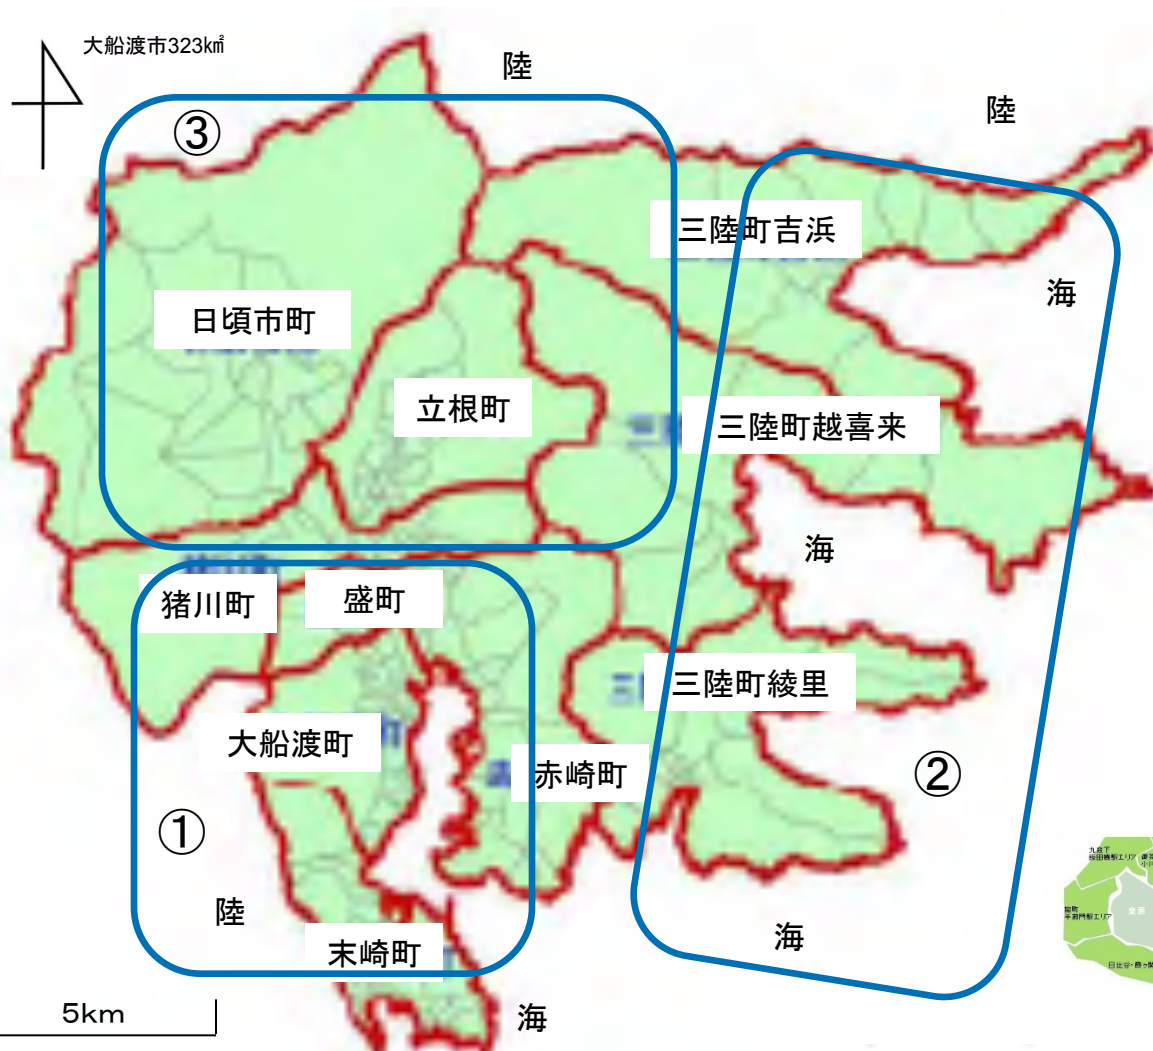 大船渡市323㎢
陸
陸
③
三陸町吉浜
海
日頃市町
立根町
三陸町越喜来
海
猪川町
盛町
三陸町綾里
大船渡町
赤崎町
②
①
陸
末崎町
海
海
5km